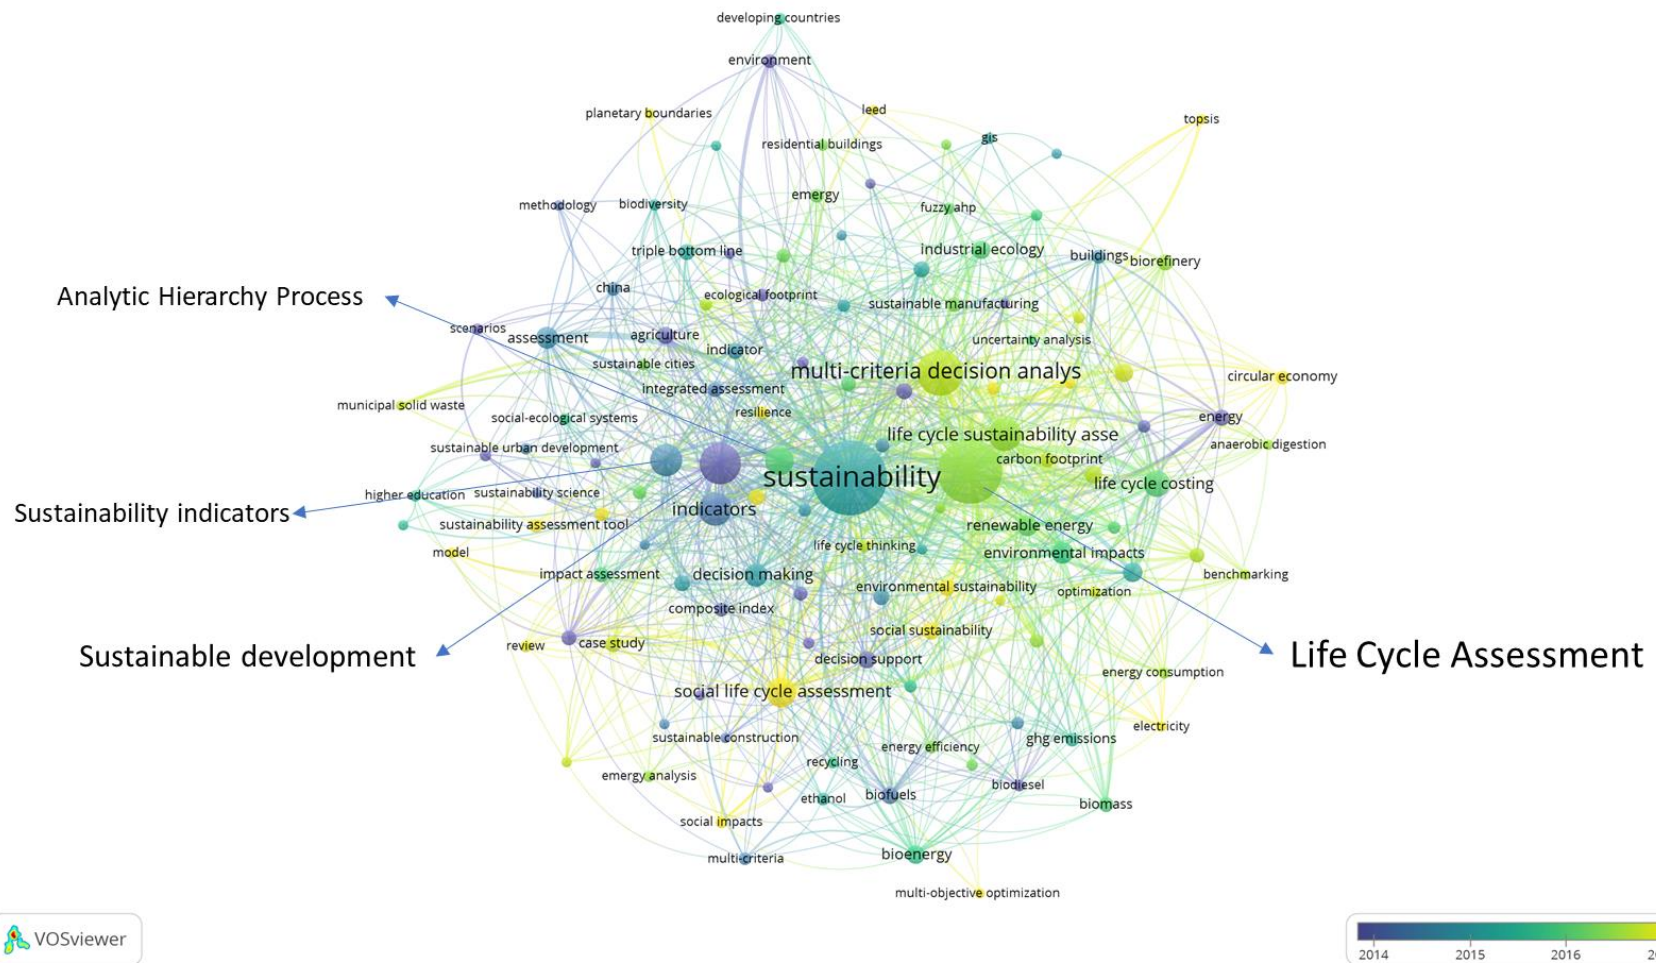 developing countries
environment
planetary boundaries
leed
topsis
gis
residential buildings
emergy
methodology
biodiversity
fuzzy ahp
triple bottom line
industrial ecology
buildings
biorefinery
Analytic Hierarchy Process
china
ecological footprint
sustainable manufacturing
scenarios
assessment
agriculture
indicator
uncertainty analysis
sustainable cities
multi-criteria decision analys
circular economy
integrated assessment
municipal solid waste
resilience
social-ecological systems
energy
life cycle sustainability asse
anaerobic digestion
sustainable urban development
carbon footprint
sustainability
life cycle costing
higher education
sustainability science
Sustainability indicators
indicators
sustainability assessment tool
renewable energy
model
life cycle thinking
environmental impacts
impact assessment
decision making
benchmarking
environmental sustainability
optimization
composite index
social sustainability
review
case study
Sustainable development
decision support
Life Cycle Assessment
energy consumption
social life cycle assessment
electricity
sustainable construction
energy efficiency
ghg emissions
recycling
emergy analysis
biodiesel
ethanol
biofuels
biomass
social impacts
multi-criteria
bioenergy
multi-objective optimization
VOSviewer
2014
2015
2016